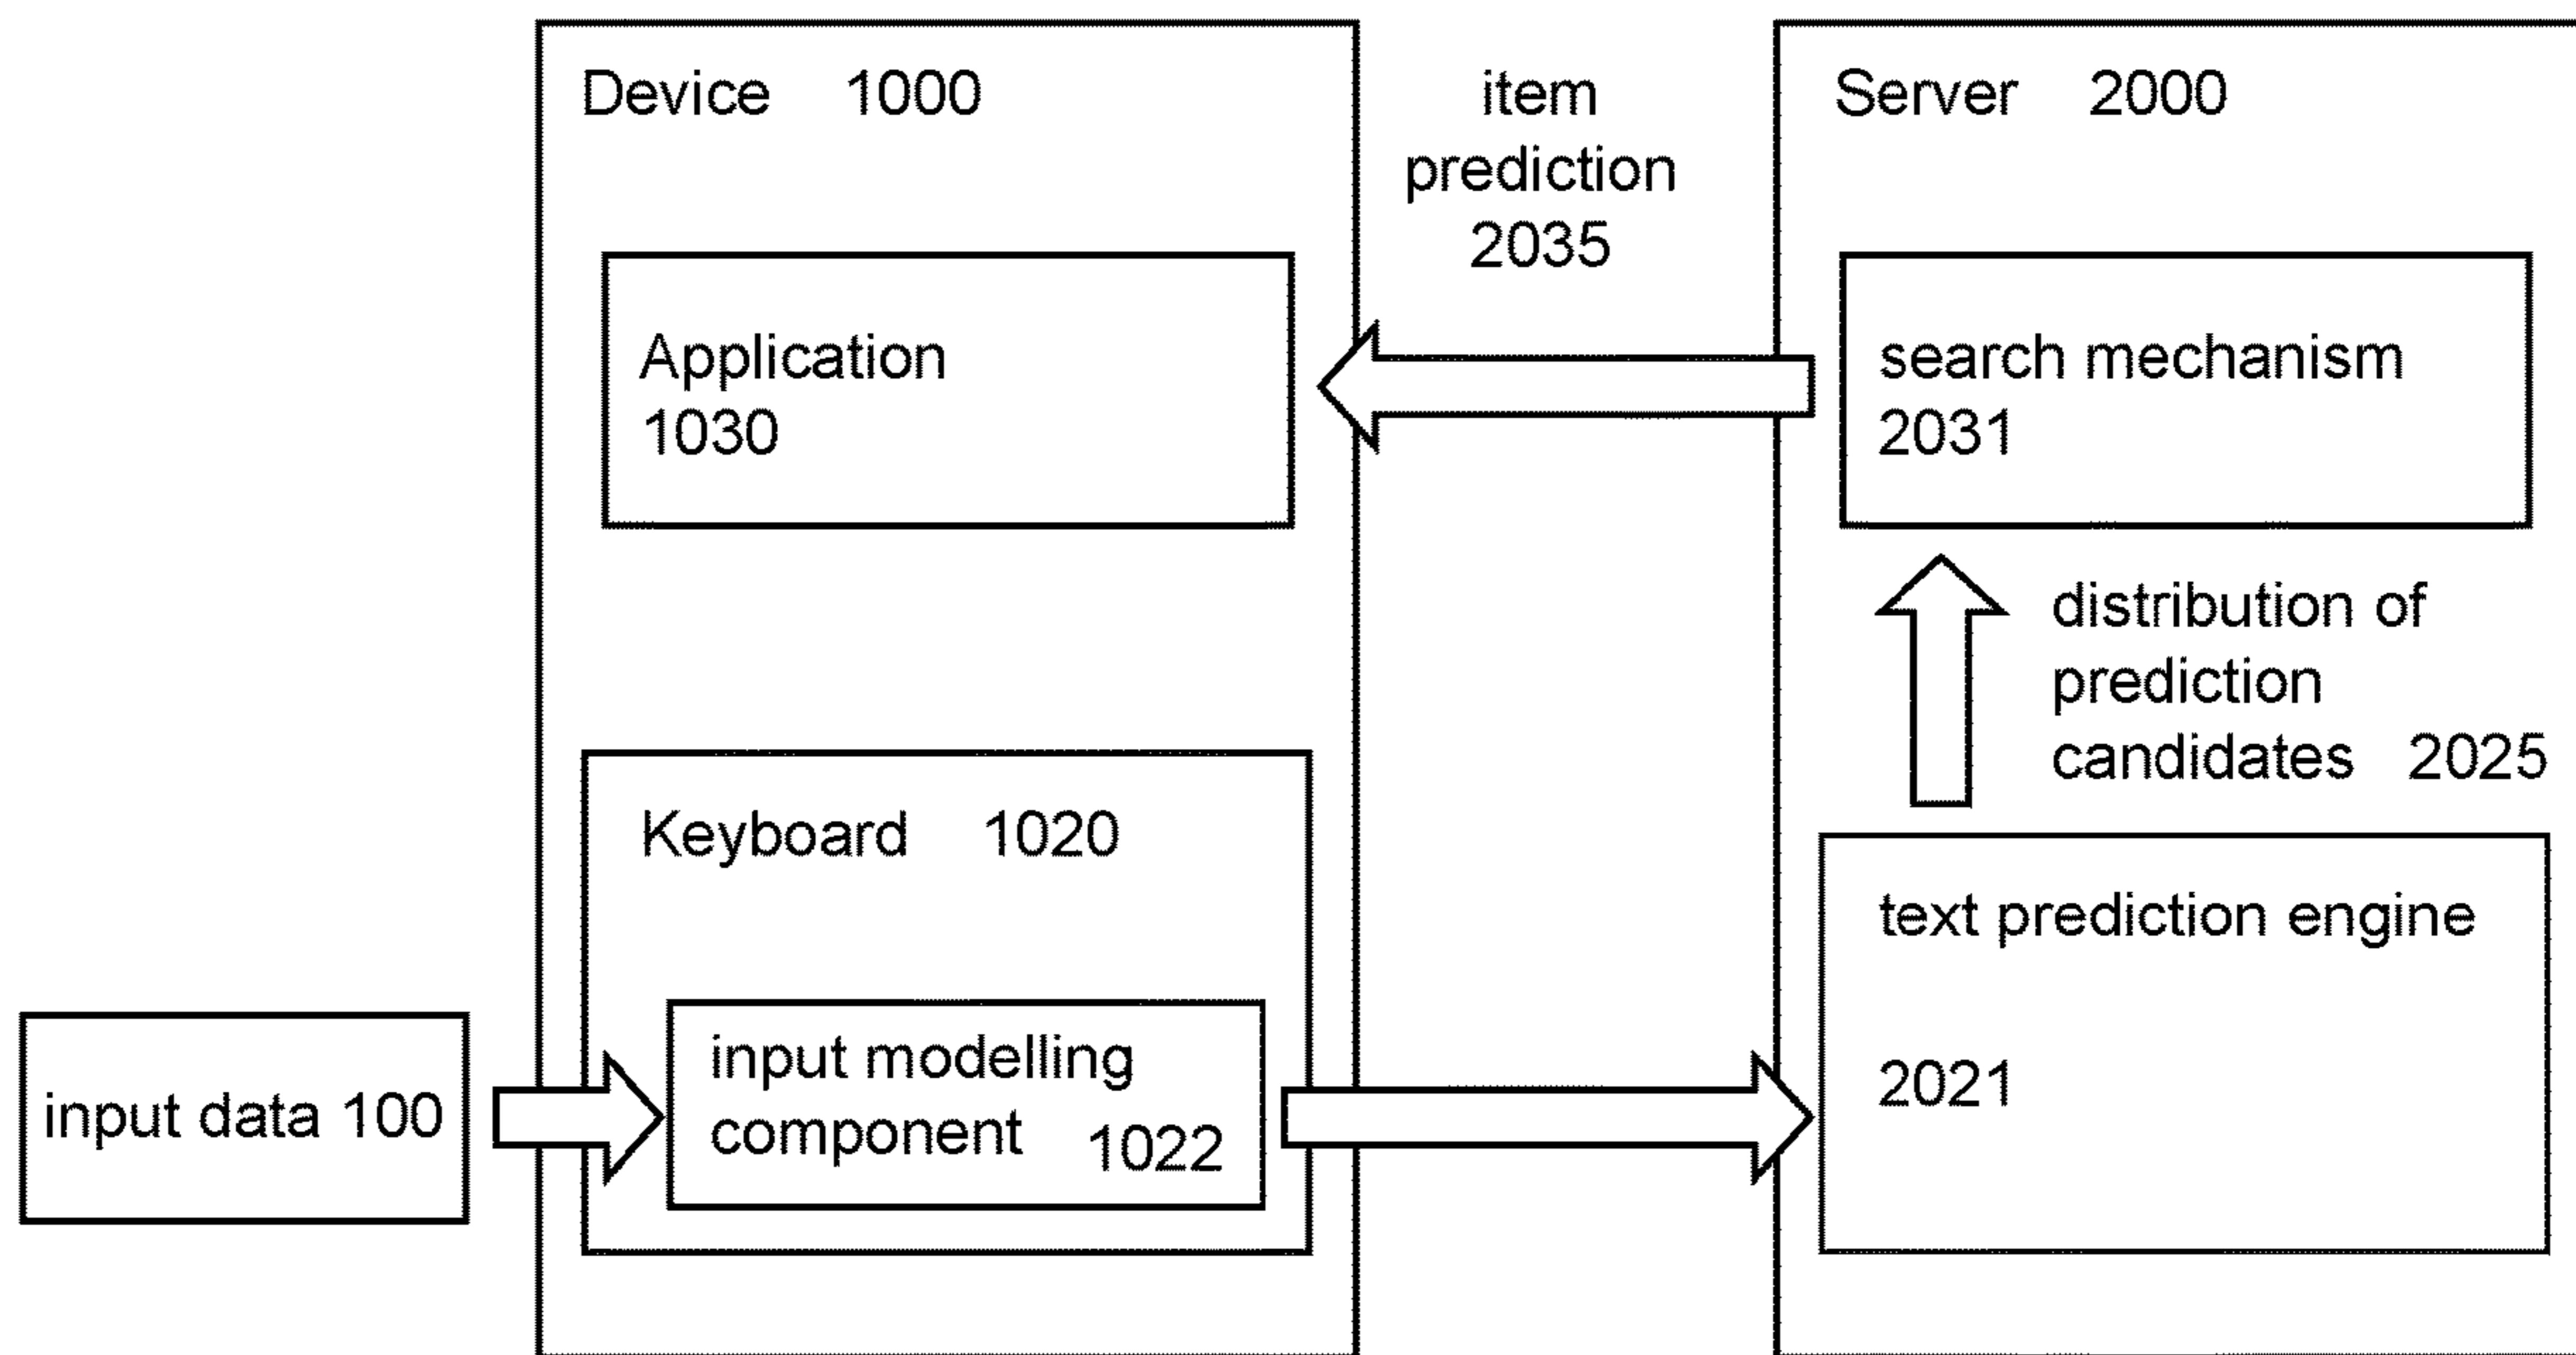 Device 1000
item
prediction
2035
Server 2000
Application
1030
search mechanism
2031
distribution of
prediction
candidates 2025
Keyboard 1020
text prediction engine
2021
input data 100
input modelling
component 1022